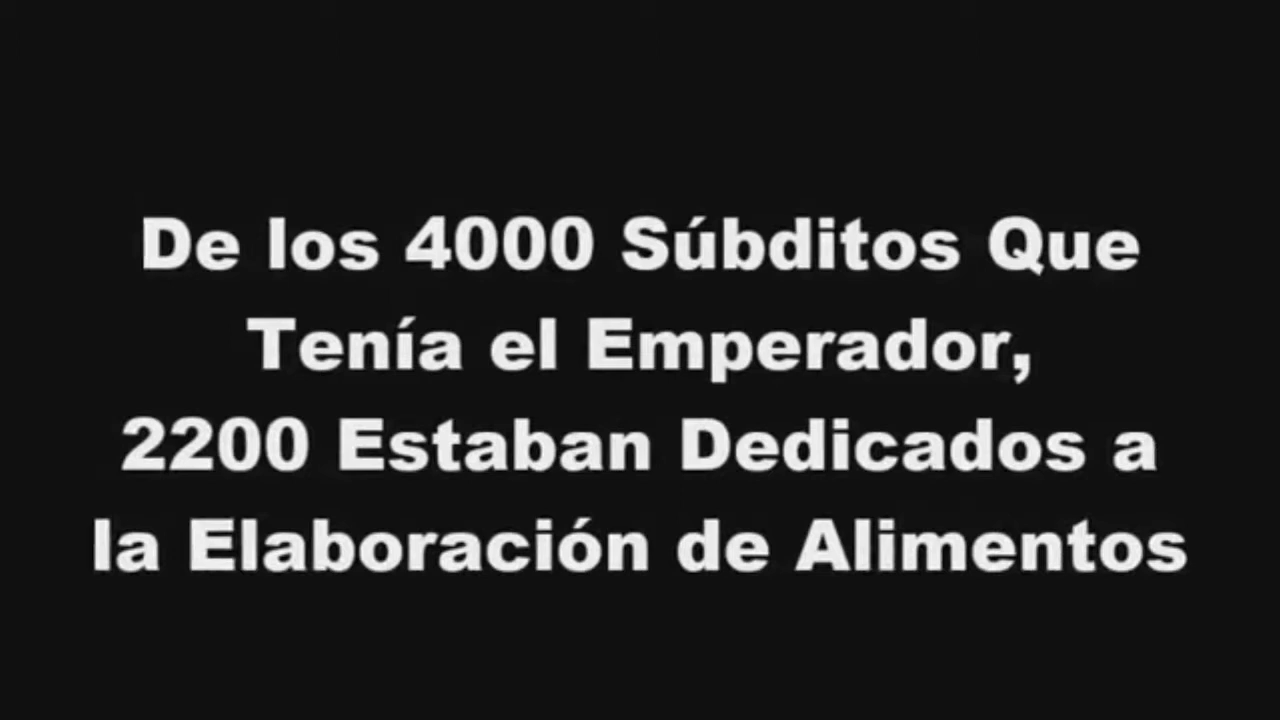 De los 4000 Súbditos Que
Tenía el Emperador,
2200 Estaban Dedicados a
la Elaboración de Alimentos